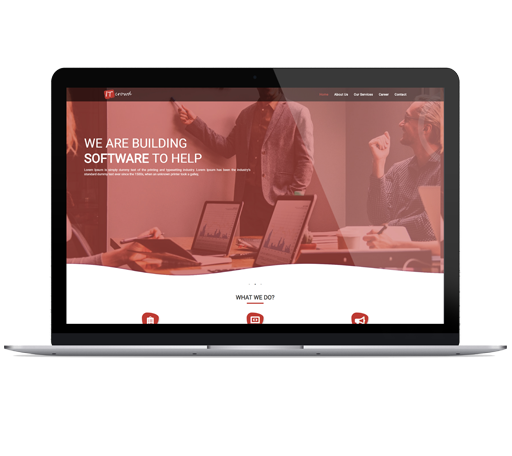 IT crowd
Home About Us Our Services Career Contact
WE ARE BUILDING
SOFTWARE TO HELP
Lorem Ipsum is simply dummy text of the printing and typesetting industry. Lorem Ipsum has been the industry's
standard dummy text ever since the 1500s, when an unknown printer took a galley.
WHAT WE DO?